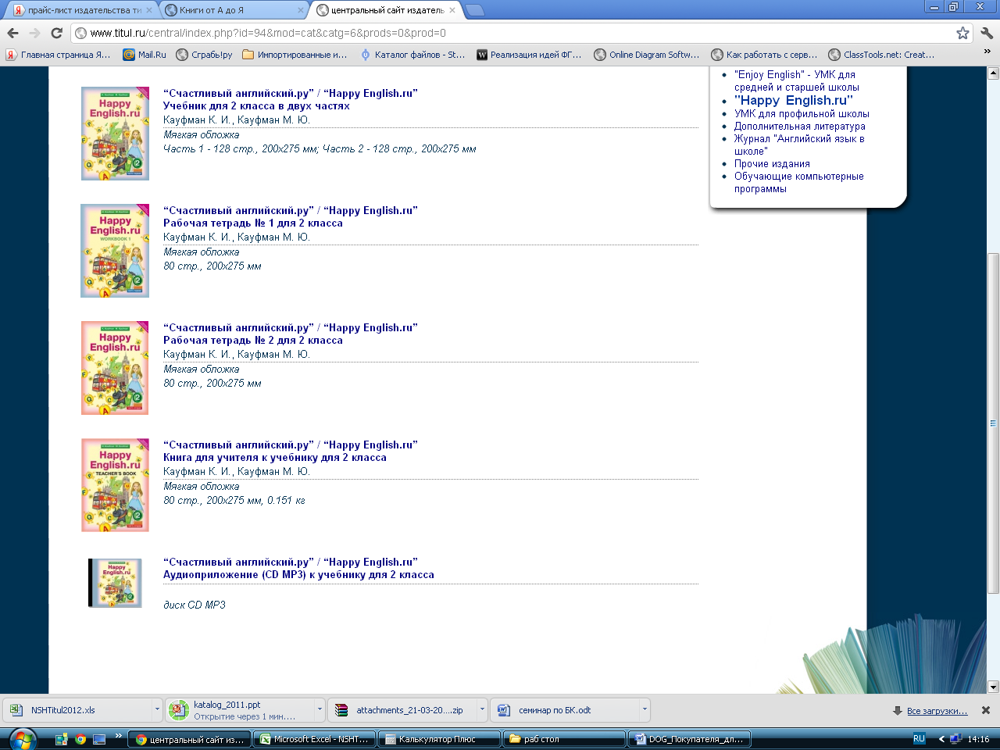 прайс-лист издательства ти
Книги от А до Я
центральный сайт издатель
www.titul.ru/central/index.php?id=94&mod=cat&catg=6&prods=0&prod=0
Главная страница Я...
Mail.Ru
Сграбь!ру
Импортированные и...
Каталог файлов - St...
Реализация идей ФГ...
Online Diagram Softw...
Как работать с серв...
ClassTools.net: Creat...
Happy
English.ru
2
“Счастливый английский.ру” / “Happy English.ru”
Учебник для 2 класса в двух частях
Кауфман К. И., Кауфман М. Ю.
Мягкая обложка
Часть 1 - 128 стр., 200x275 мм; Часть 2 - 128 стр., 200x275 мм
Happy
English.ru
WORKBOOK 1
2
“Счастливый английский.ру” / “Happy English.ru”
Рабочая тетрадь № 1 для 2 класса
Кауфман К. И., Кауфман М. Ю.
Мягкая обложка
80 стр., 200x275 мм
Happy
English.ru
2
“Счастливый английский.ру” / “Happy English.ru”
Рабочая тетрадь № 2 для 2 класса
Кауфман К. И., Кауфман М. Ю.
Мягкая обложка
80 стр., 200x275 мм
Happy
English.ru
TEACHER'S BOOK
2
“Счастливый английский.ру” / “Happy English.ru”
Книга для учителя к учебнику для 2 класса
Кауфман К. И., Кауфман М. Ю.
Мягкая обложка
80 стр., 200x275 мм, 0.151 кг
Happy
English.ru
“Счастливый английский.ру” / “Happy English.ru”
Аудиоприложение (CD MP3) к учебнику для 2 класса
диск CD MP3
"Enjoy English" - УМК для
средней и старшей школы
"Happy English.ru"
УМК для профильной школы
Дополнительная литература
Журнал "Английский язык в
школе"
Прочие издания
Обучающие компьютерные
программы
NSHTitul2012.xls
katalog_2011.ppt
Открытие через 1 мин....
attachments_21-03-20....zip
семинар по БК.odt
Все загрузки...
центральный сайт из...
Microsoft Excel - NSHT...
Калькулятор Плюс
раб стол
DOG_Покупателя_дл...
RU
14:16